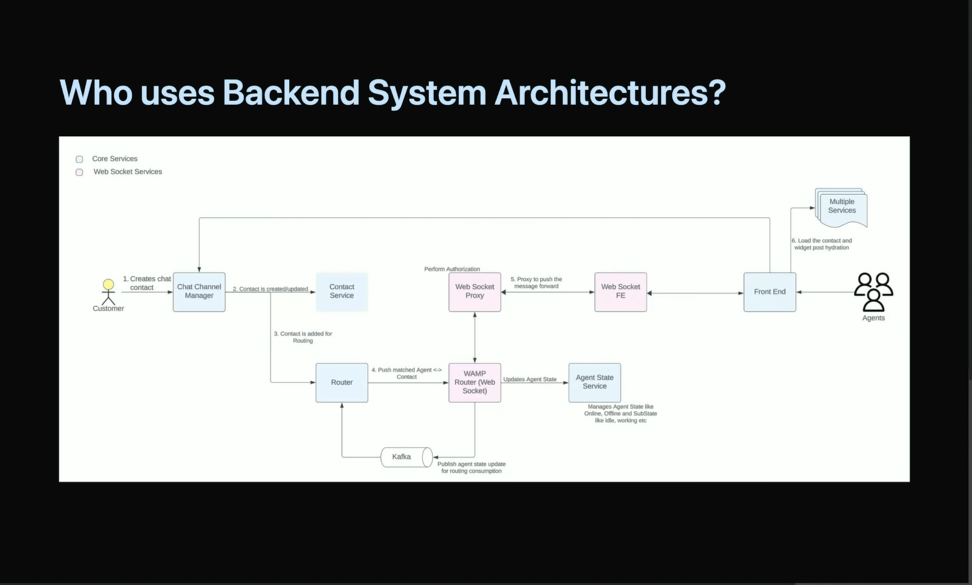 Who uses Backend System Architectures?
Core Services
Web Socket Services
Multiple
Services
6. Load the contact and
widget post hydration
1. Creates chat
contact
Customer
Chat Channel
Manager
2. Contact is created/updated
Contact
Service
Perform Authorization
Web Socket
Proxy
5. Proxy to push the
message forward
Web Socket
FE
Front End
Agents
3. Contact is added for
Routing
Router
4. Push matched Agent <->
Contact
WAMP
Router (Web
Socket)
Updates Agent State
Agent State
Service
Manages Agent State like
Online, Offline and SubState
like Idle, working etc
Kafka
Publish agent state update
for routing consumption